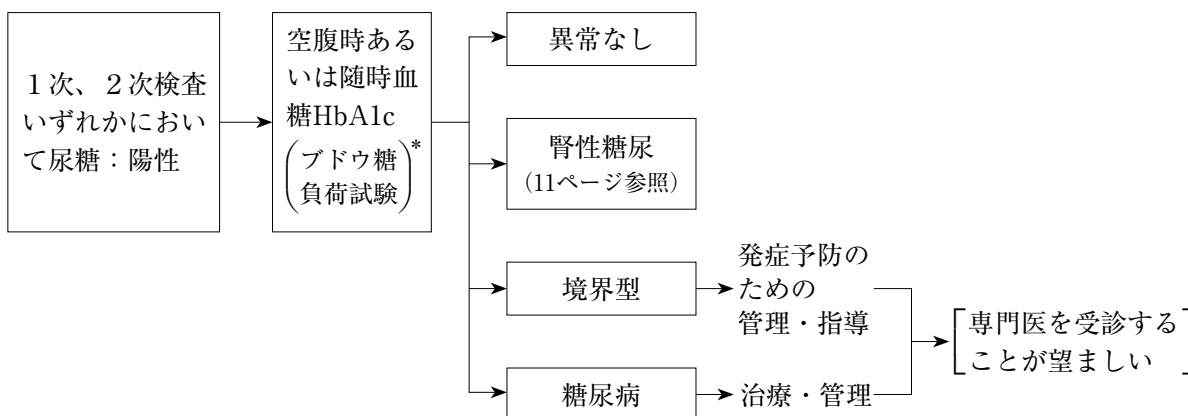 １次、２次検査
いずれかにおい
て尿糖：陽性
空腹時ある
いは随時血
糖HbA1c
（ブドウ糖
負荷試験）*
異常なし
腎性糖尿
（11ページ参照）
境界型
発症予防の
ための
管理・指導
糖尿病
治療・管理
［専門医を受診する
ことが望ましい］